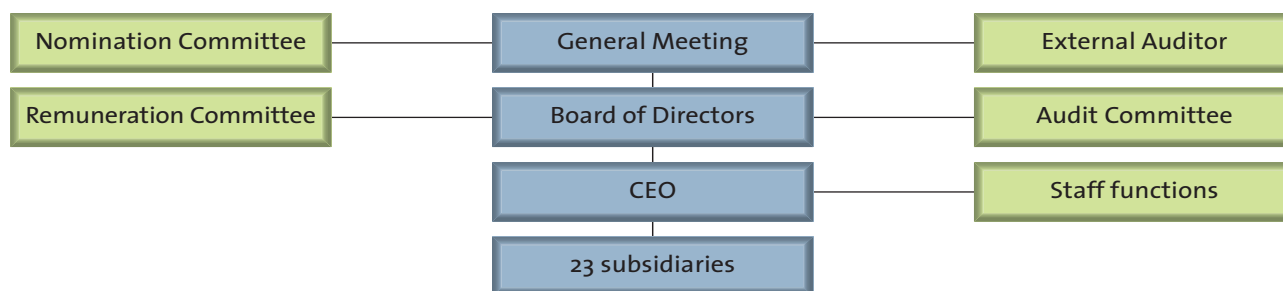 Nomination Committee
General Meeting
External Auditor
Remuneration Committee
Board of Directors
Audit Committee
CEO
Staff functions
23 subsidiaries